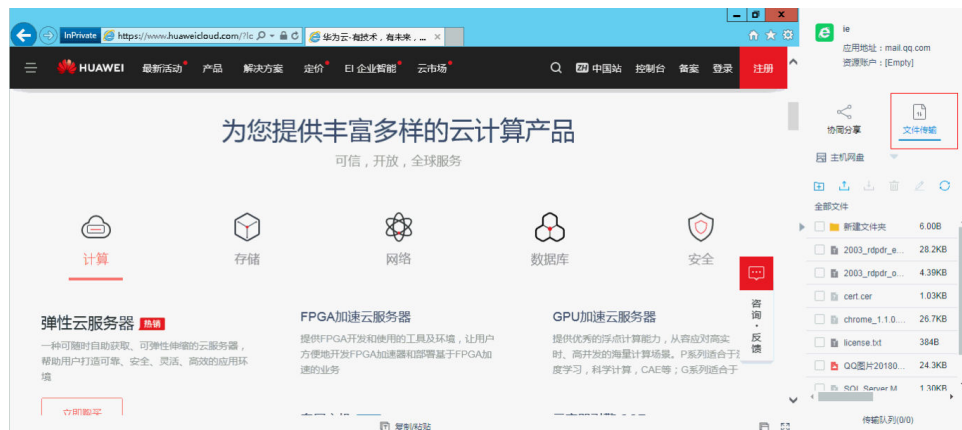 InPrivate https://www.huaweicloud.com/?lc 华为云-有技术，有未来，... ×
HUAWEI 最新活动 产品 解决方案 定价 EI 企业智能 云市场 ZH 中国站 控制台 备案 登录 注册
为您提供丰富多样的云计算产品
可信，开放，全球服务
计算 存储 网络 数据库 安全
咨询·反馈
弹性云服务器 热销
一种可随时自助获取、可弹性伸缩的云服务器，
帮助用户打造可靠、安全、灵活、高效的应用环
境
立即购买
FPGA加速云服务器
提供FPGA开发和使用的工具及环境，让用户
方便地开发FPGA加速器和部署基于FPGA加
速的业务
GPU加速云服务器
提供优秀的浮点计算能力，从容应对高实
时、高并发的海量计算场景。P系列适合于
度学习，科学计算，CAE等；G系列适合于
复制/粘贴
ie
应用地址：mail.qq.com
资源账户：[Empty]
协同分享 文件传输
主机网盘
全部文件
新建文件夹 6.00B
2003_rdpdr_e... 28.2KB
2003_rdpdr_o... 4.39KB
cert.cer 1.03KB
chrome_1.1.0.... 26.7KB
license.txt 384B
QQ图片20180... 24.3KB
SQL Server M... 1.30KB
传输队列(0/0)